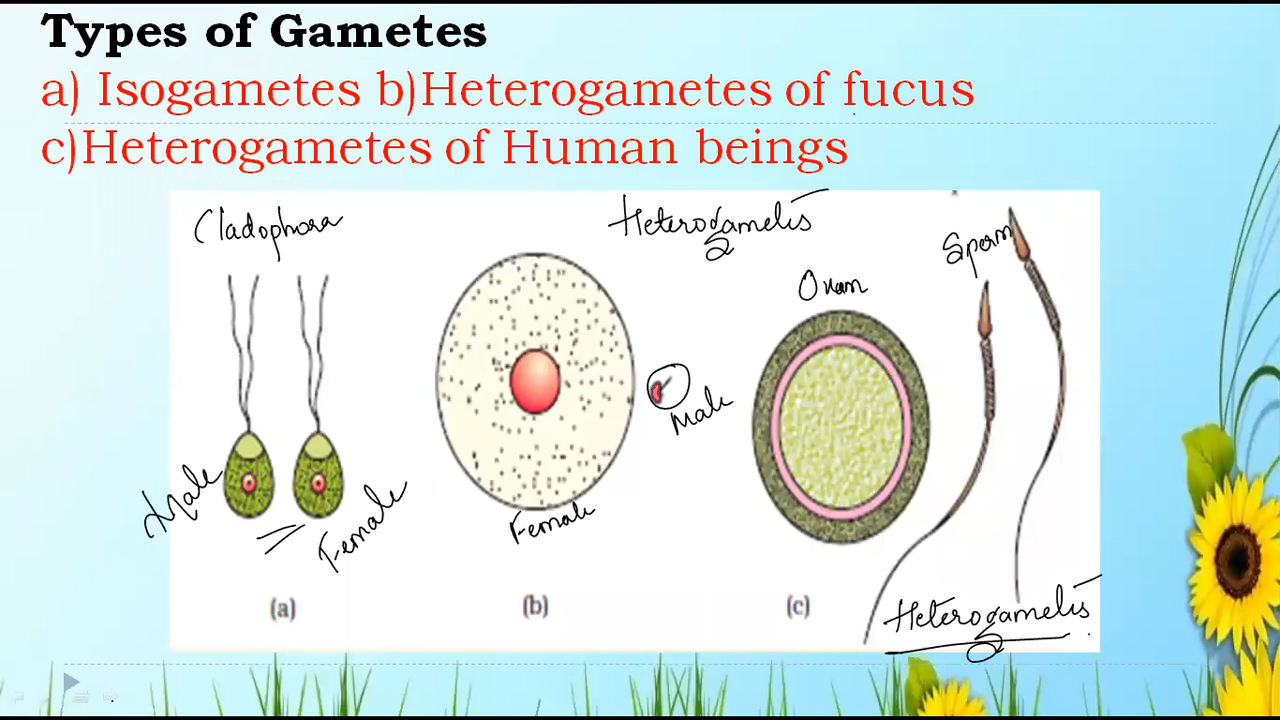 Types of Gametes
a) Isogametes b)Heterogametes of fucus
c)Heterogametes of Human beings
Cladophora
Heterogametes
Sperm
Ovum
Male
Male
Female
Female
(a)
(b)
(c)
Heterogametes